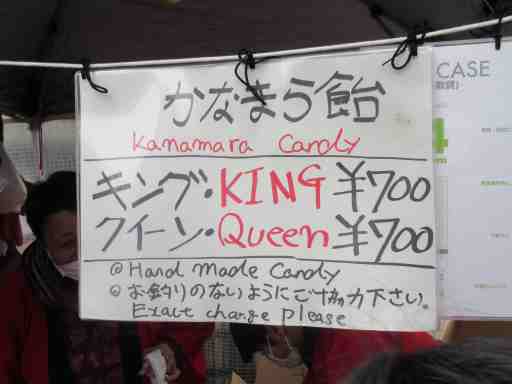 かなまら飴
Kanamara Candy
キング・KING ¥700
クイーン・Queen ¥700
◎Hand Made Candy
◎お釣りのないようにご協力下さい。
Exact change please
CASE